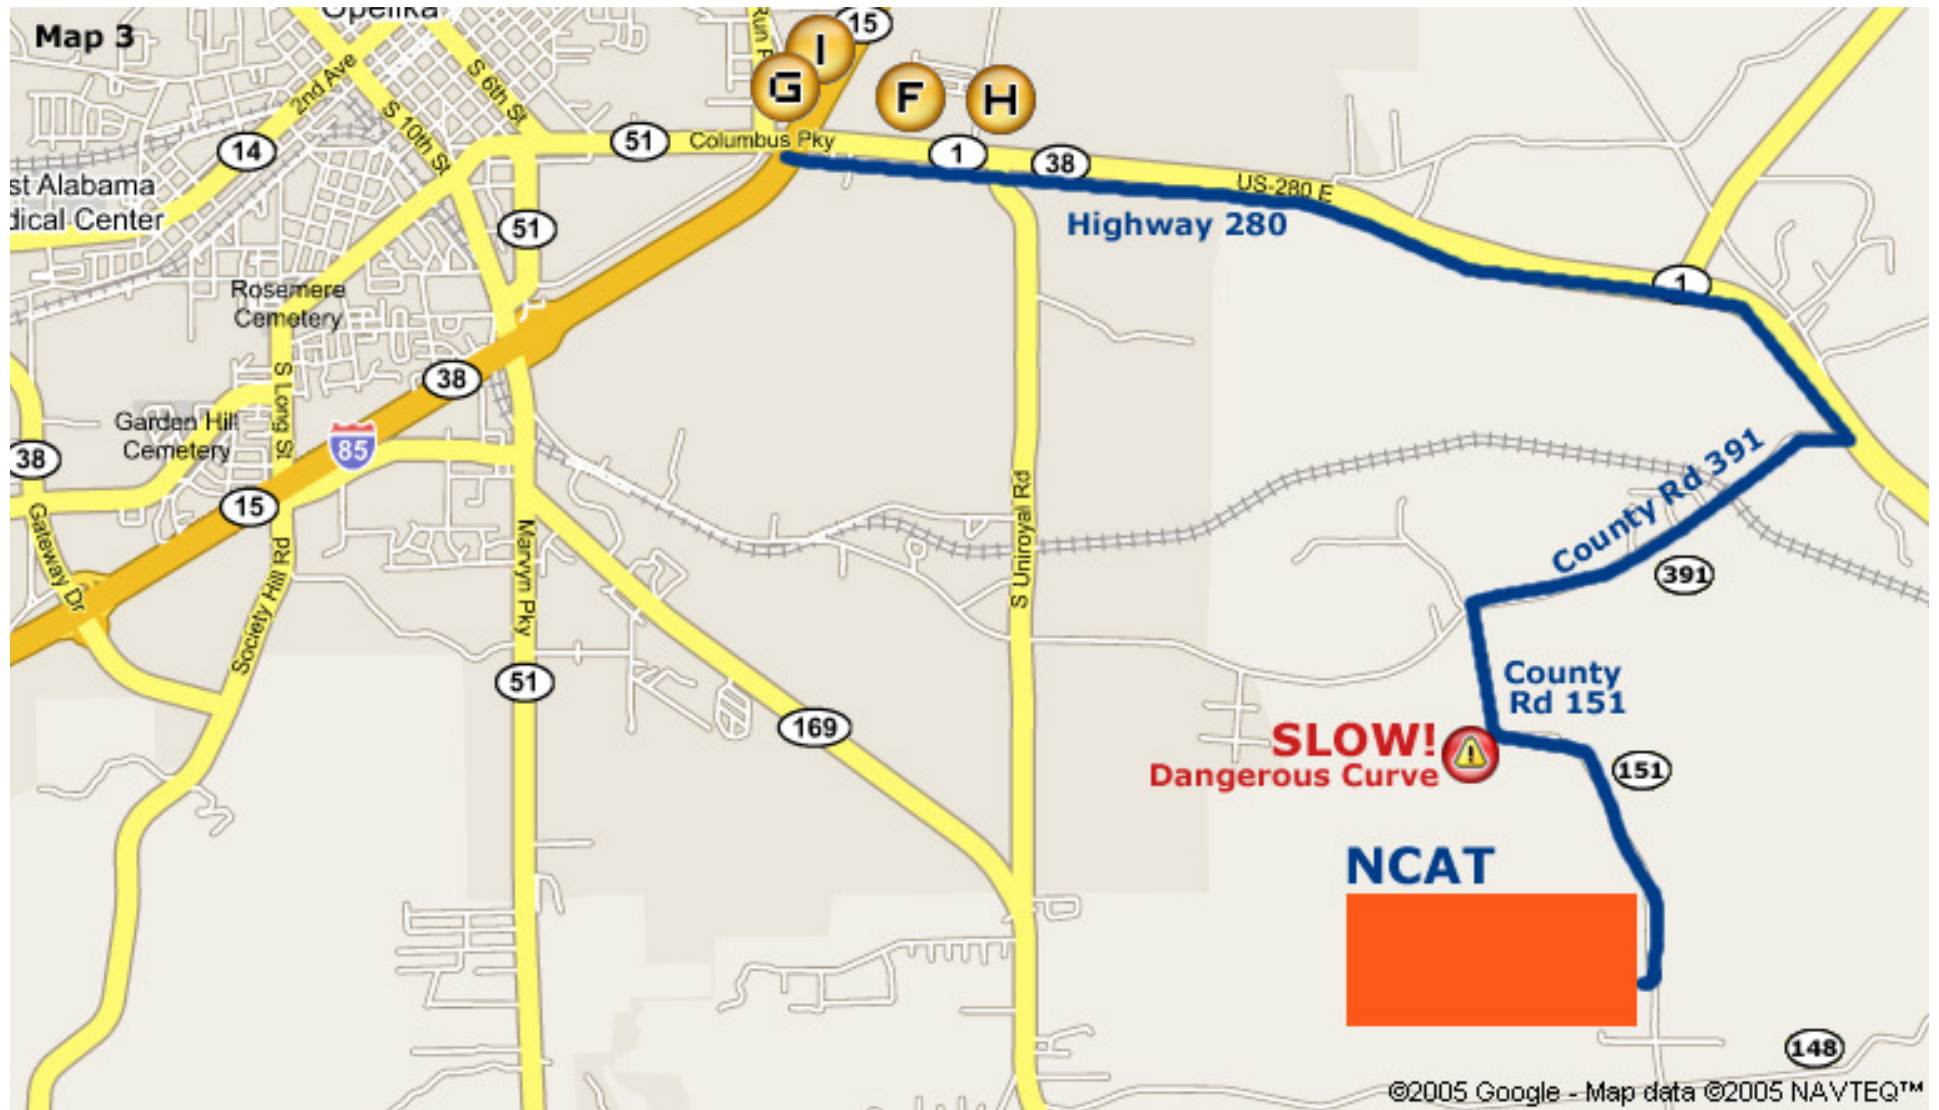 Map 3
Opelika
Run
15
I
G
F
H
2nd Ave
S 6th St
S 10th St
14
51
Columbus Pky
1
38
US-280 E
Highway 280
st Alabama
dical Center
51
1
Rosemere
Cemetery
38
S Long St
Garden Hill
Cemetery
85
38
15
Gateway Dr
Society Hill Rd
Marvyn Pky
S Uniroyal Rd
County Rd 391
391
County
Rd 151
51
169
SLOW!
Dangerous Curve
151
NCAT
148
©2005 Google - Map data ©2005 NAVTEQ™